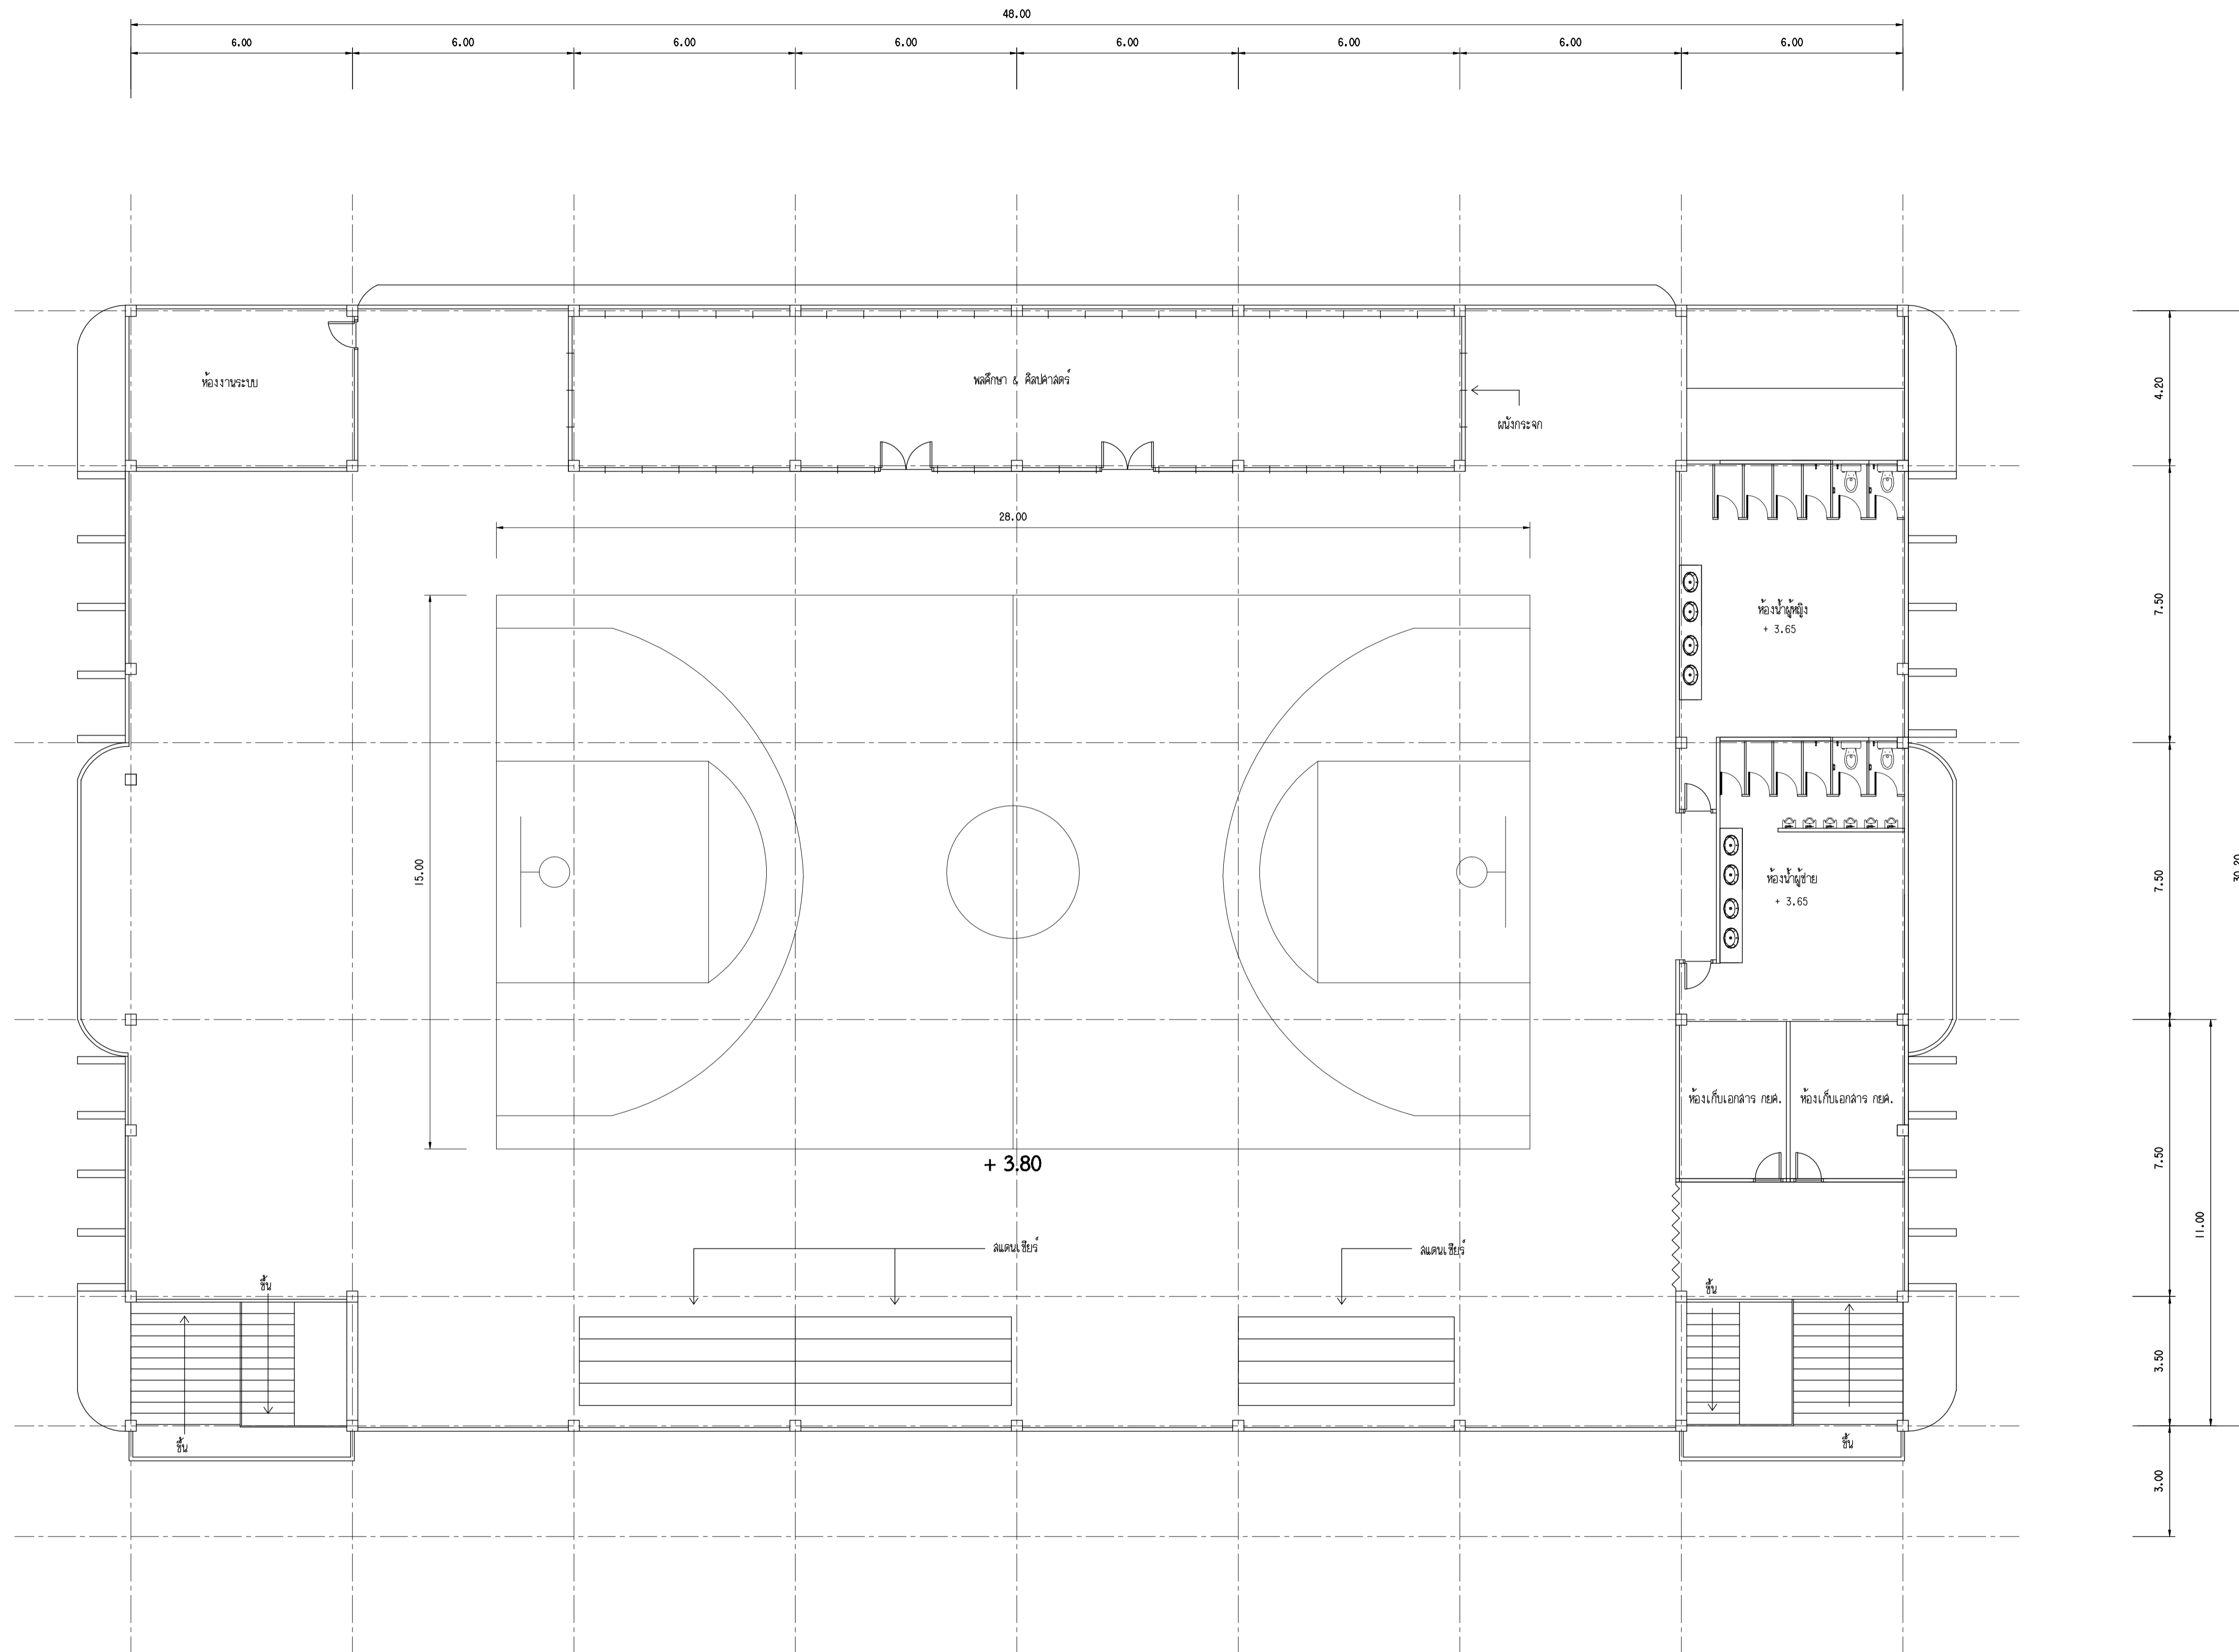 48.00
6.00 6.00 6.00 6.00 6.00 6.00 6.00 6.00
ห้องงานระบบ
พลศึกษา & ศิลปศาสตร์
ผนังกระจก
4.20
28.00
7.50
ห้องน้ำผู้หญิง
+ 3.65
15.00
7.50
30.20
ห้องน้ำผู้ชาย
+ 3.65
ห้องเก็บเอกสาร กยศ. ห้องเก็บเอกสาร กยศ.
7.50
+ 3.80
11.00
สแตนเชียร์ สแตนเชียร์
ขึ้น ขึ้น
3.50
ขึ้น ขึ้น
3.00